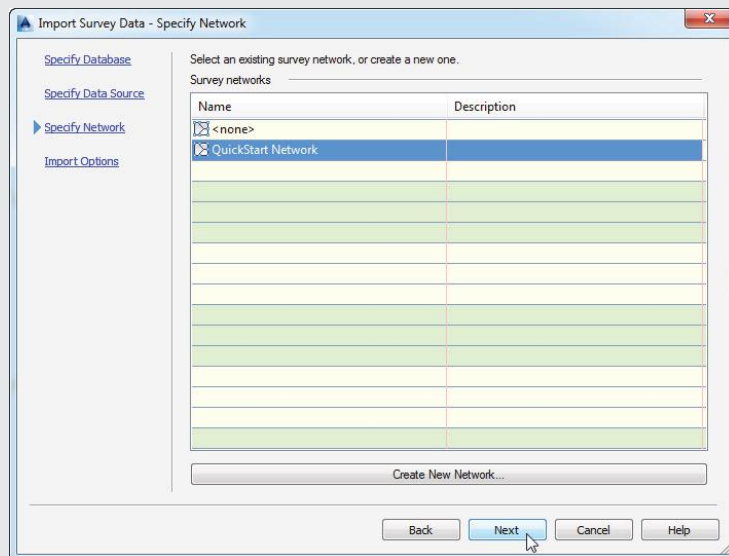 Import Survey Data - Specify Network
Specify Database
Specify Data Source
Specify Network
Import Options
Select an existing survey network, or create a new one.
Survey networks
Name Description
<none>
QuickStart Network
Create New Network...
Back Next Cancel Help